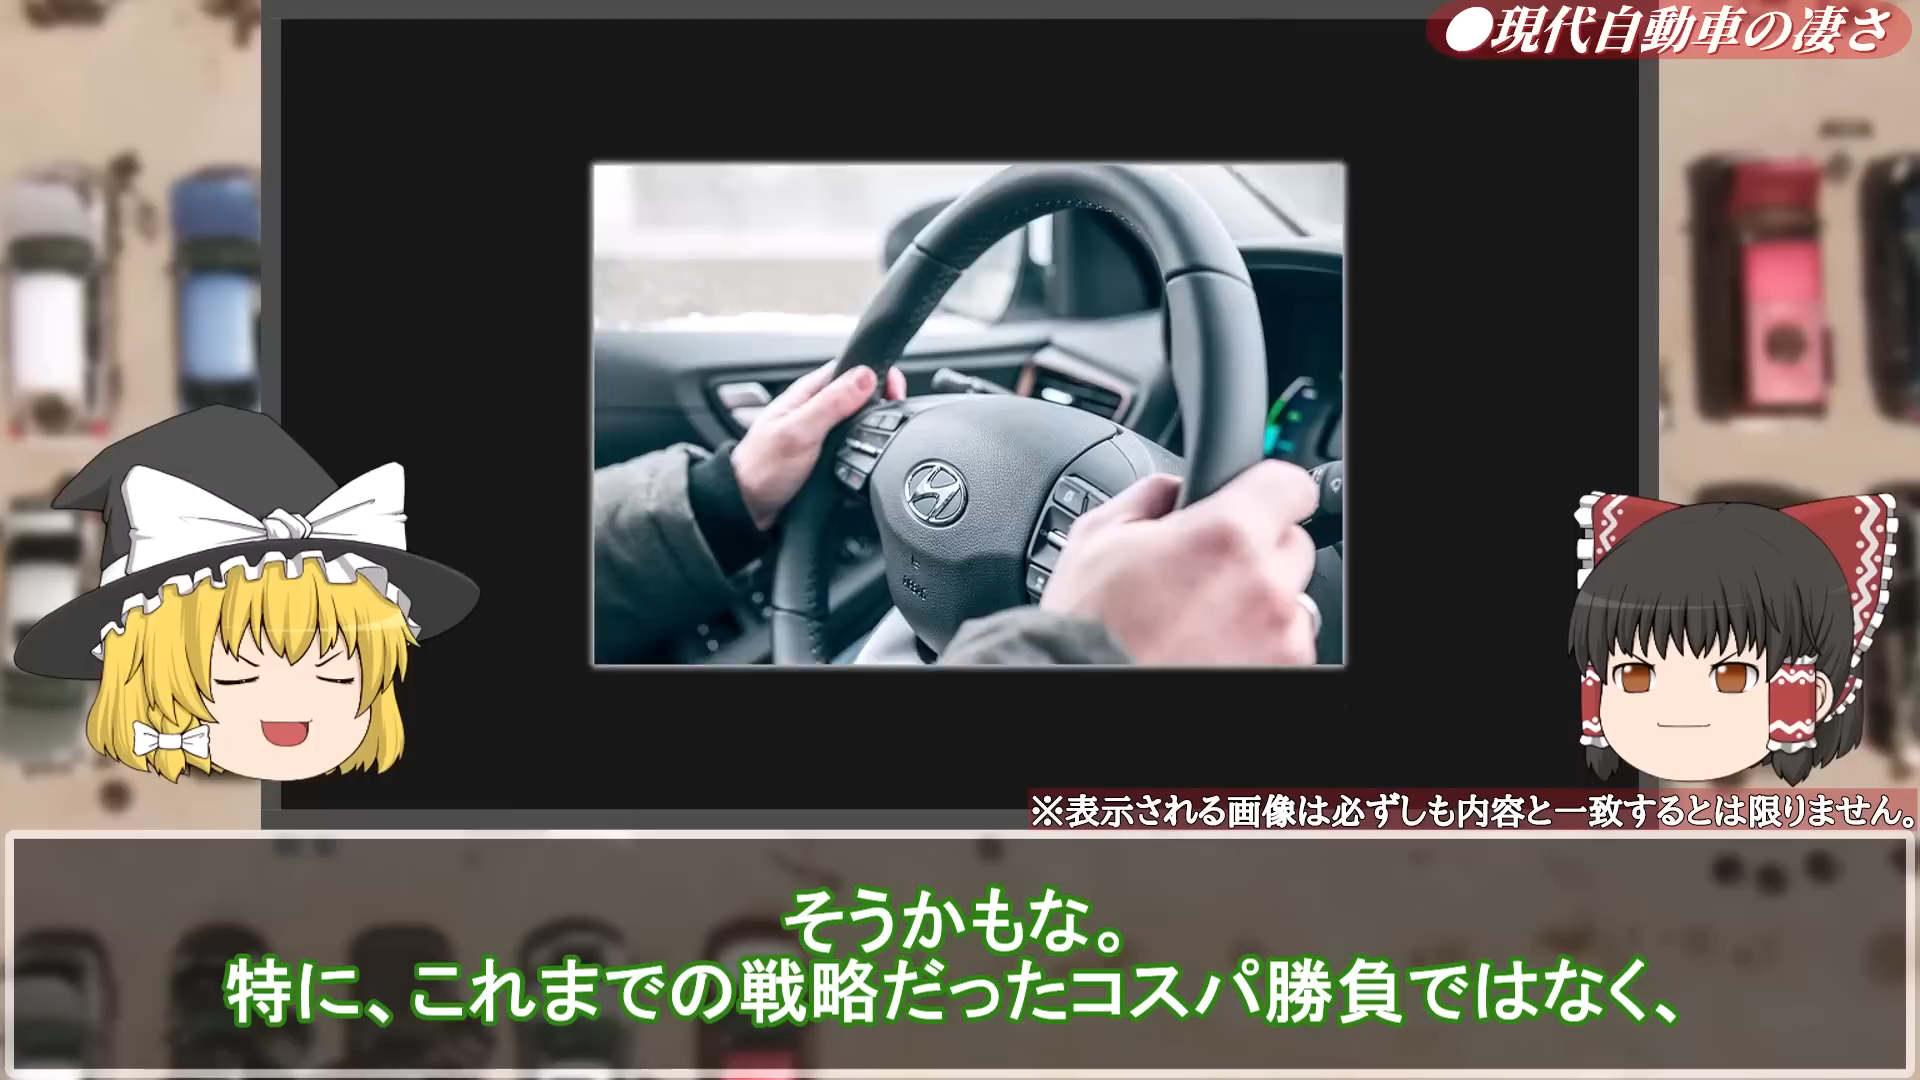 ●現代自動車の凄さ
※表示される画像は必ずしも内容と一致するとは限りません。
そうかもな。
特に、これまでの戦略だったコスパ勝負ではなく、